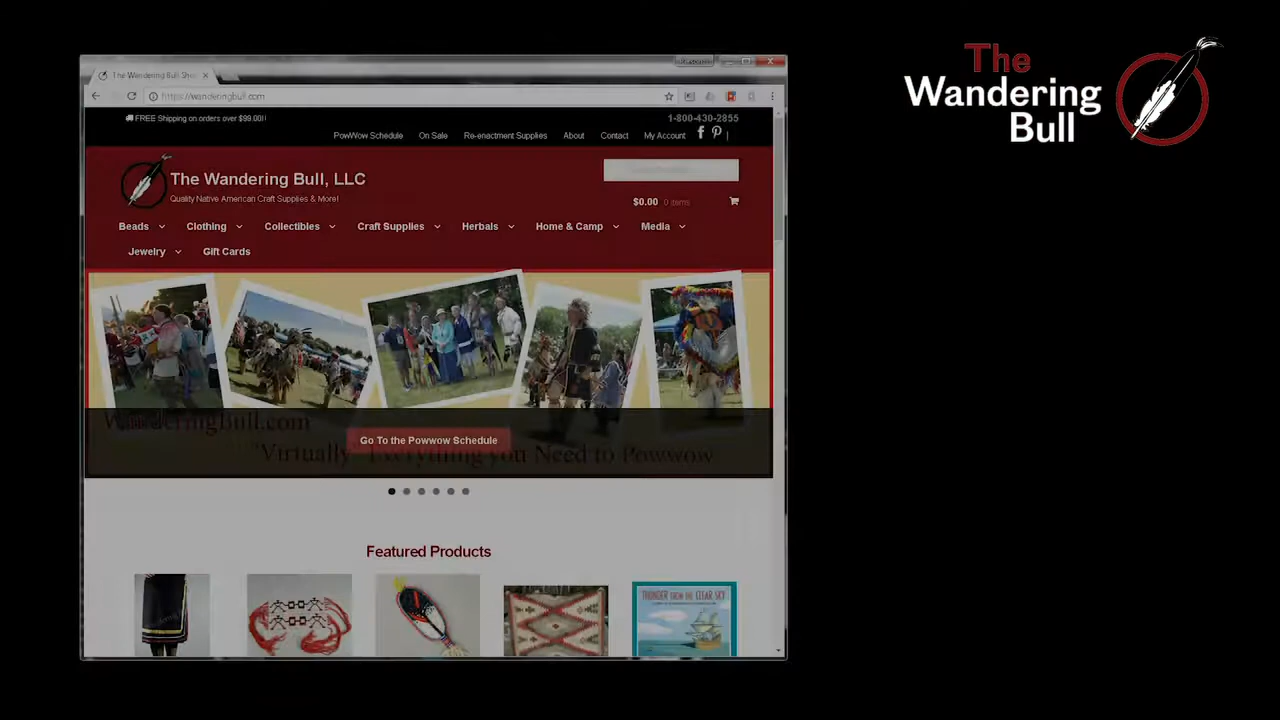 The
Wandering
Bull
The Wandering Bull Sho
https://wanderingbull.com
FREE Shipping on orders over $99.00!!
1-800-430-2855
PowWow Schedule On Sale Re-enactment Supplies About Contact My Account
The Wandering Bull, LLC
Quality Native American Craft Supplies & More!
$0.00 0 items
Beads Clothing Collectibles Craft Supplies Herbals Home & Camp Media
Jewelry Gift Cards
WanderingBull.com
Go To the Powwow Schedule
"Virtually" Everything you Need to Powwow
Featured Products
THUNDER FROM THE CLEAR SKY